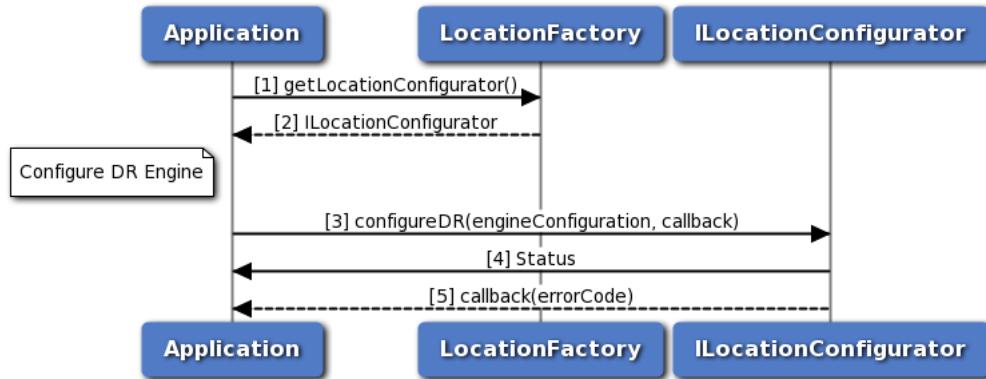 Application
LocationFactory
ILocationConfigurator
[1] getLocationConfigurator()
[2] ILocationConfigurator
Configure DR Engine
[3] configureDR(engineConfiguration, callback)
[4] Status
[5] callback(errorCode)
Application
LocationFactory
ILocationConfigurator